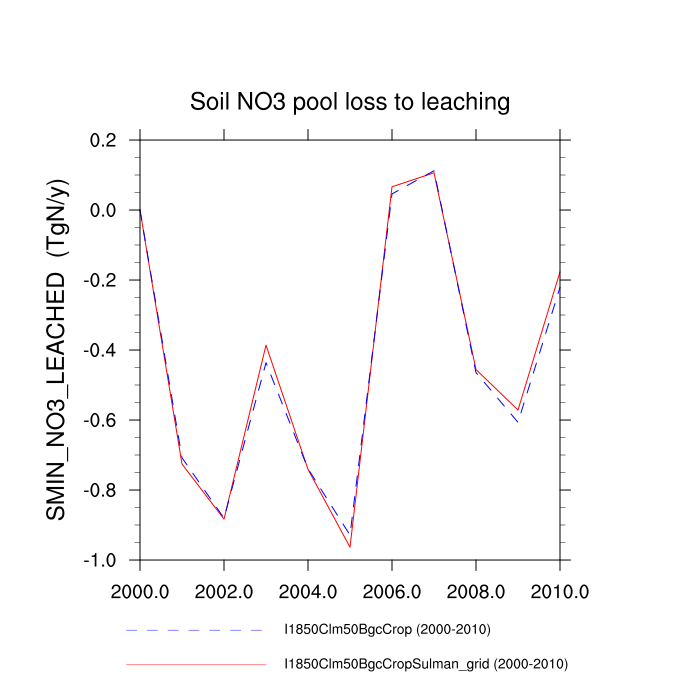 Soil NO3 pool loss to leaching
SMIN_NO3_LEACHED (TgN/y)
0.2
0.0
-0.2
-0.4
-0.6
-0.8
-1.0
2000.0 2002.0 2004.0 2006.0 2008.0 2010.0
I1850Clm50BgcCrop (2000-2010)
I1850Clm50BgcCropSulman_grid (2000-2010)